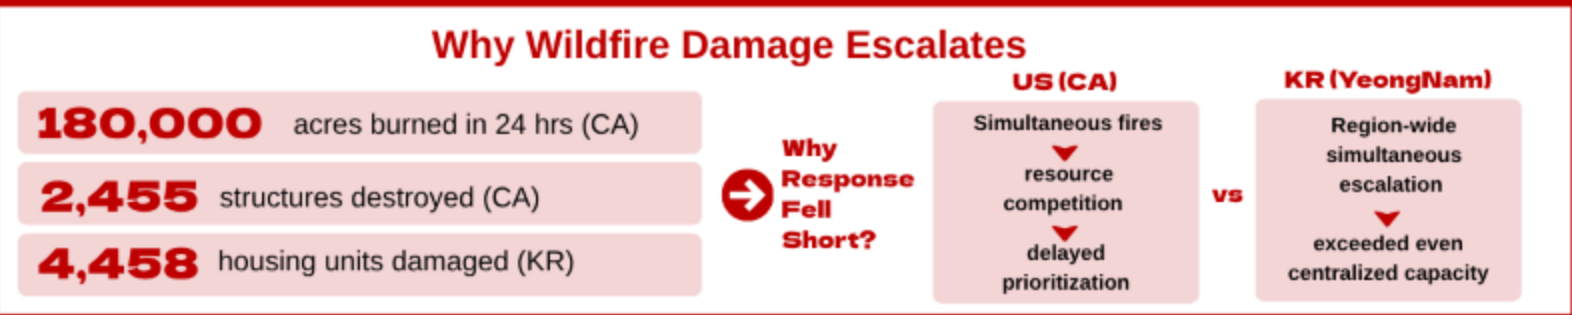 Why Wildfire Damage Escalates
180,000 acres burned in 24 hrs (CA)
2,455 structures destroyed (CA)
4,458 housing units damaged (KR)
Why
Response
Fell
Short?
US (CA)
Simultaneous fires
resource
competition
delayed
prioritization
vs
KR (YeongNam)
Region-wide
simultaneous
escalation
exceeded even
centralized capacity